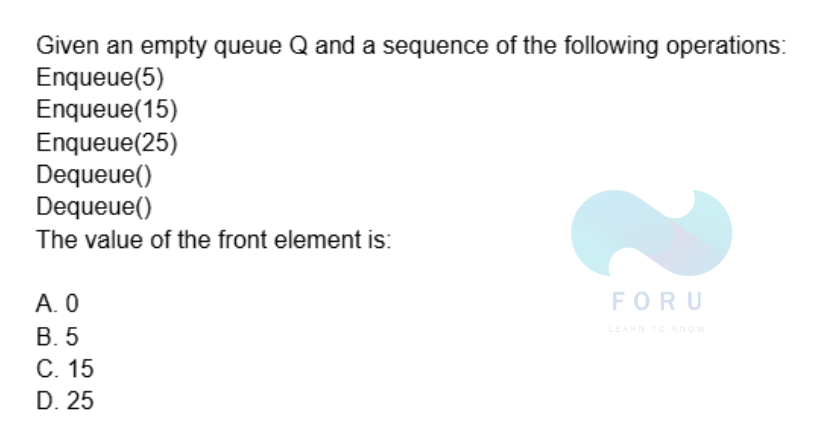 Given an empty queue Q and a sequence of the following operations:
Enqueue(5)
Enqueue(15)
Enqueue(25)
Dequeue()
Dequeue()
The value of the front element is:
A. 0
B. 5
C. 15
D. 25
FORU
LEARN TO KNOW